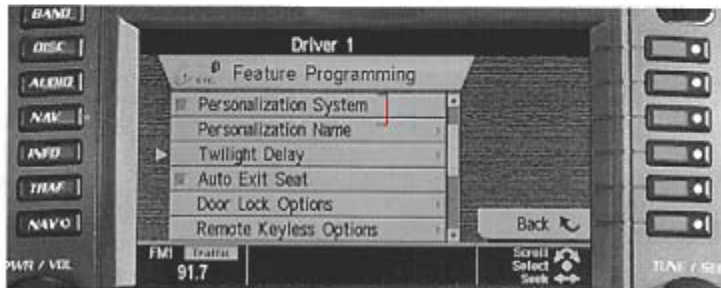 BAND
DISC
AUDIO
NAV
INFO
TRAF
NAV
Driver 1
Feature Programming
Personalization System
Personalization Name
Twilight Delay
Auto Exit Seat
Door Lock Options
Remote Keyless Options
Back
FM1 Traffic
91.7
Scroll
Select
Seek
PWR / VOL
TUNE / SEL